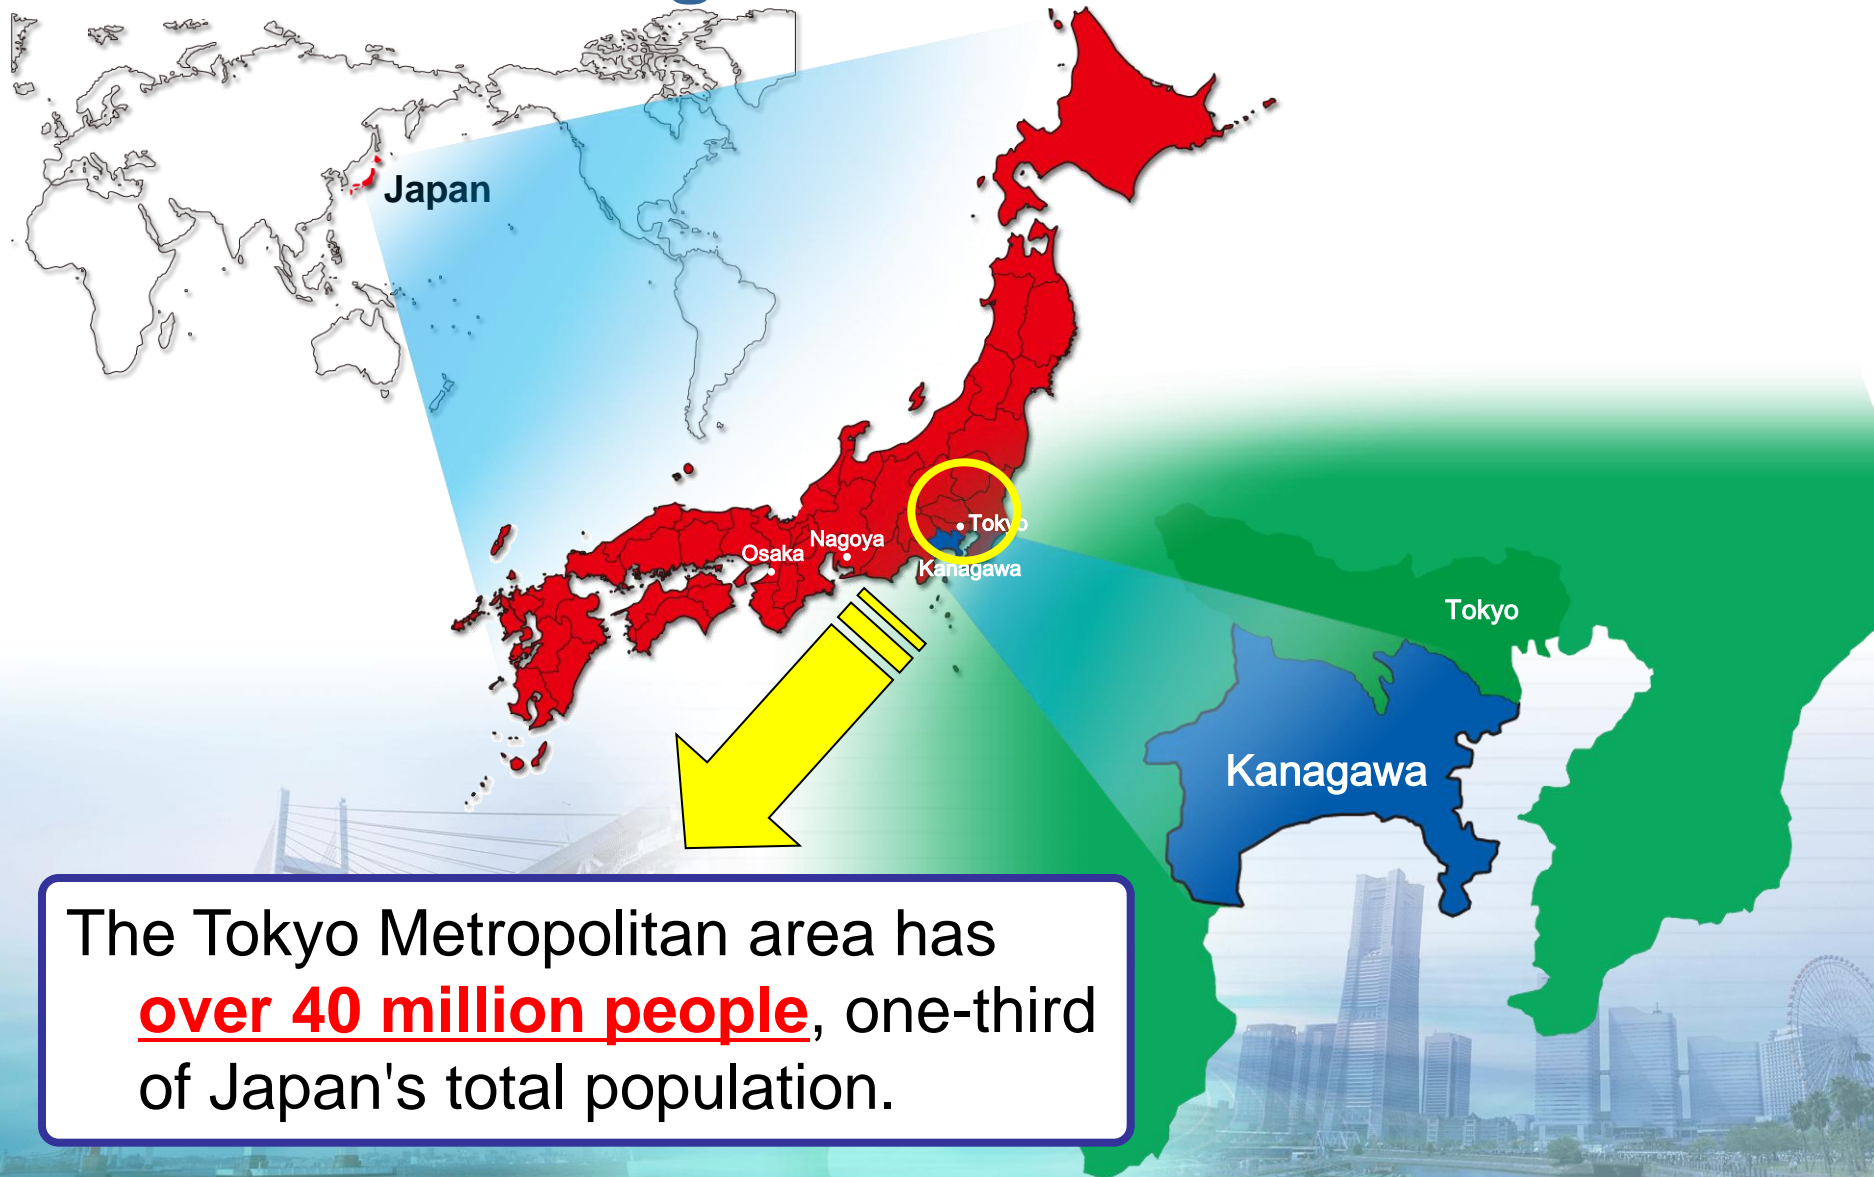 Japan
Osaka
Nagoya
Tokyo
Kanagawa
Tokyo
Kanagawa
The Tokyo Metropolitan area has
over 40 million people, one-third
of Japan's total population.